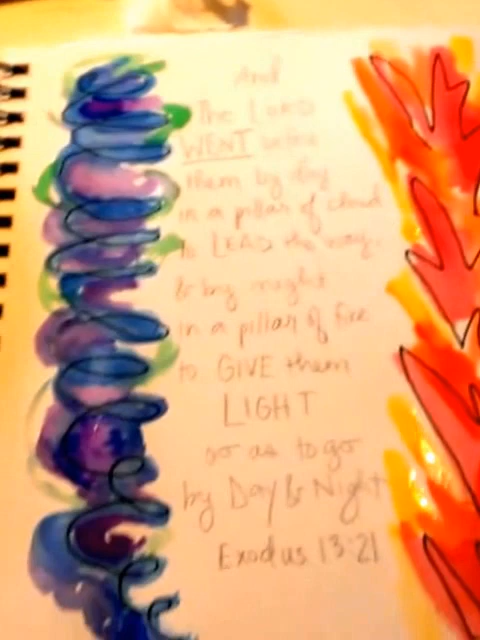 And
The LORD
WENT before
them by day
in a pillar of cloud
to LEAD the way,
& by night
in a pillar of fire
to GIVE them
LIGHT
so as to go
by Day & Night
Exodus 13:21